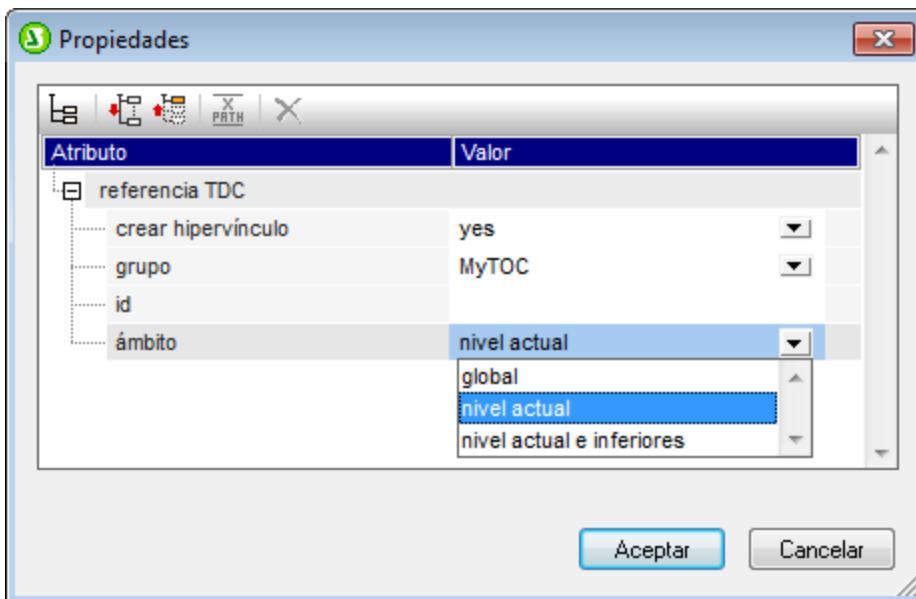 Propiedades
X
PATH
Atributo Valor
referencia TDC
crear hipervínculo yes
grupo MyTOC
id
ámbito nivel actual
global
nivel actual
nivel actual e inferiores
Aceptar Cancelar